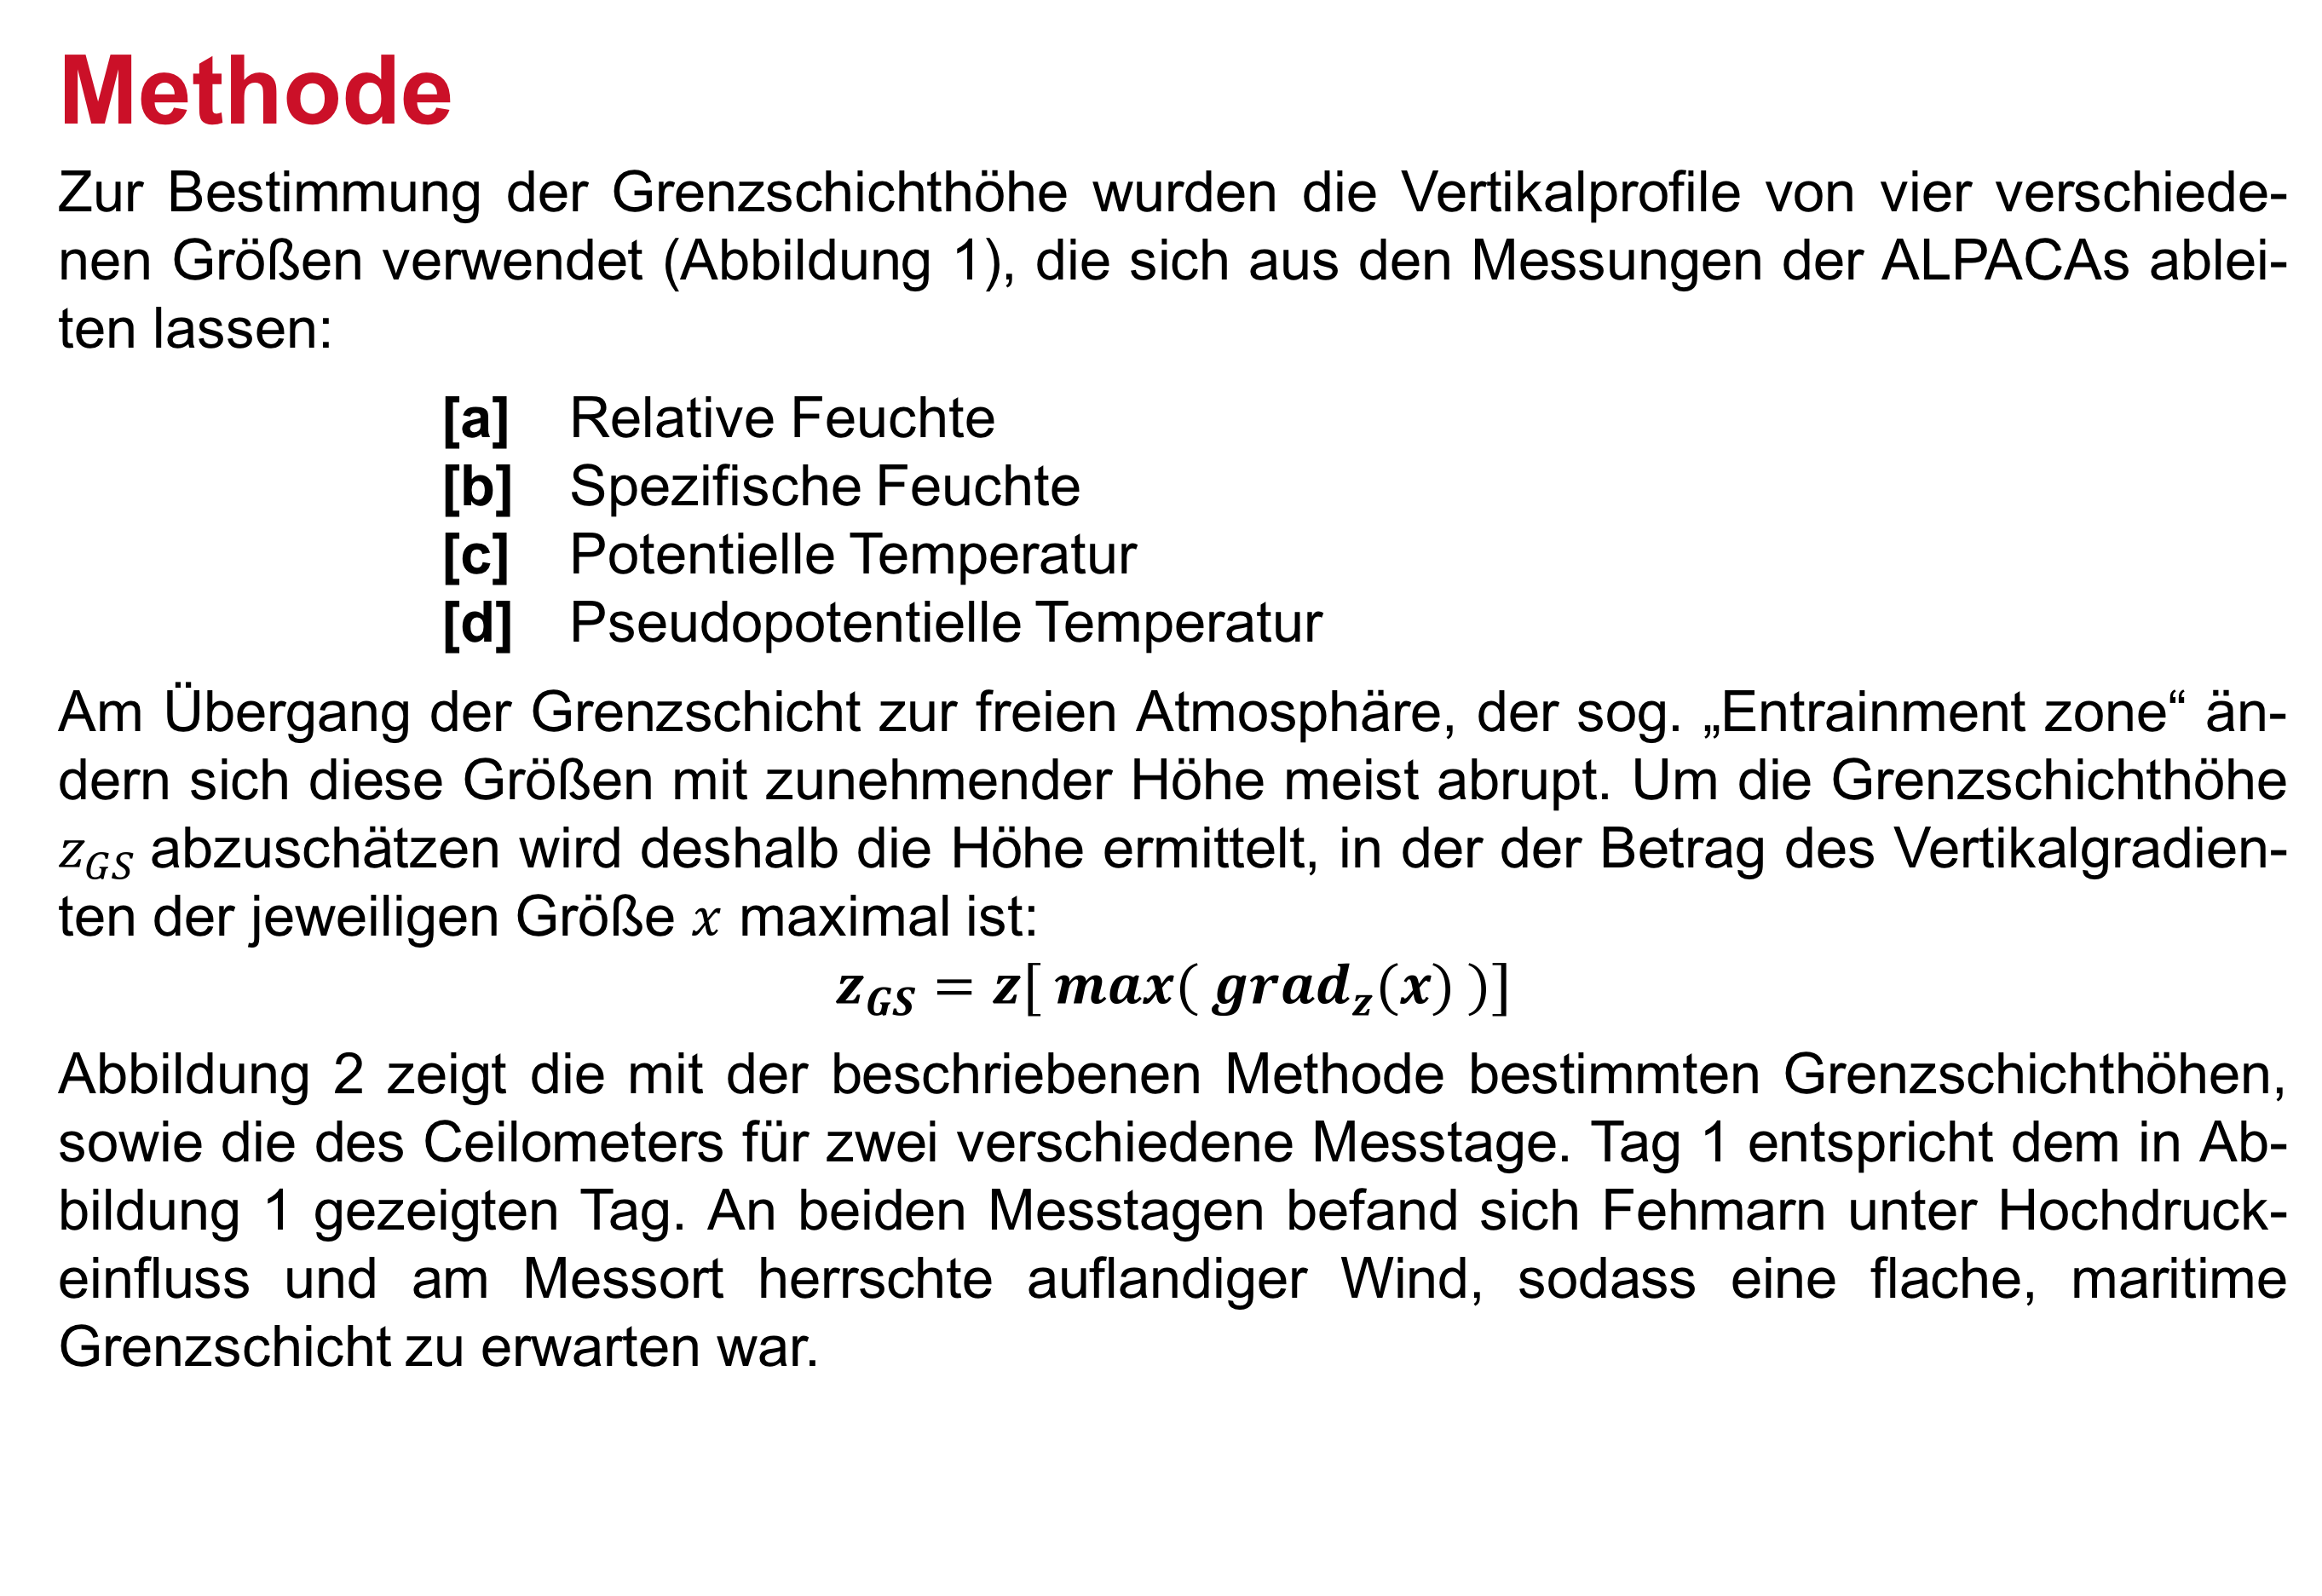 Methode
Zur Bestimmung der Grenzschichthöhe wurden die Vertikalprofile von vier verschiede-
nen Größen verwendet (Abbildung 1), die sich aus den Messungen der ALPACAs ablei-
ten lassen:
[a] Relative Feuchte
[b] Spezifische Feuchte
[c] Potentielle Temperatur
[d] Pseudopotentielle Temperatur
Am Übergang der Grenzschicht zur freien Atmosphäre, der sog. „Entrainment zone“ än-
dern sich diese Größen mit zunehmender Höhe meist abrupt. Um die Grenzschichthöhe
z_GS abzuschätzen wird deshalb die Höhe ermittelt, in der der Betrag des Vertikalgradien-
ten der jeweiligen Größe x maximal ist:
z_GS = z[ max( grad_z(x) )]
Abbildung 2 zeigt die mit der beschriebenen Methode bestimmten Grenzschichthöhen,
sowie die des Ceilometers für zwei verschiedene Messtage. Tag 1 entspricht dem in Ab-
bildung 1 gezeigten Tag. An beiden Messtagen befand sich Fehmarn unter Hochdruck-
einfluss und am Messort herrschte auflandiger Wind, sodass eine flache, maritime
Grenzschicht zu erwarten war.